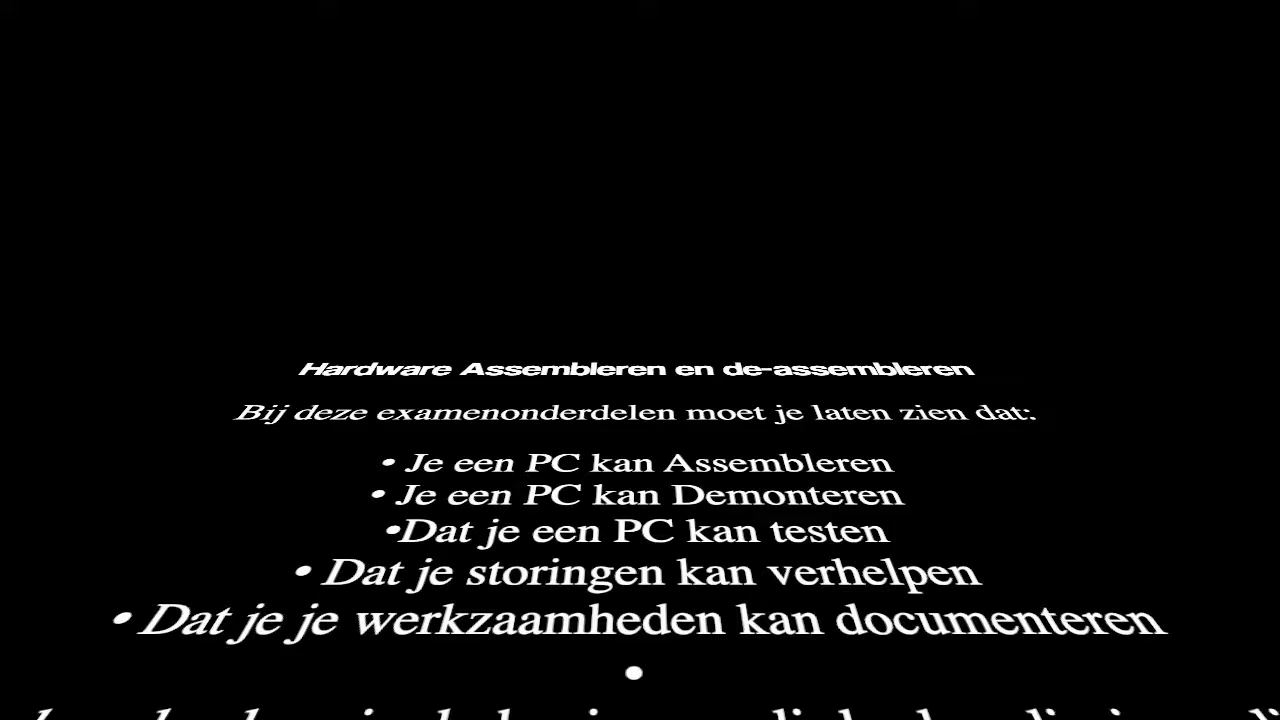 Hardware Assembleren en de-assembleren
Bij deze examenonderdelen moet je laten zien dat:
• Je een PC kan Assembleren
• Je een PC kan Demonteren
•Dat je een PC kan testen
• Dat je storingen kan verhelpen
• Dat je je werkzaamheden kan documenteren
•